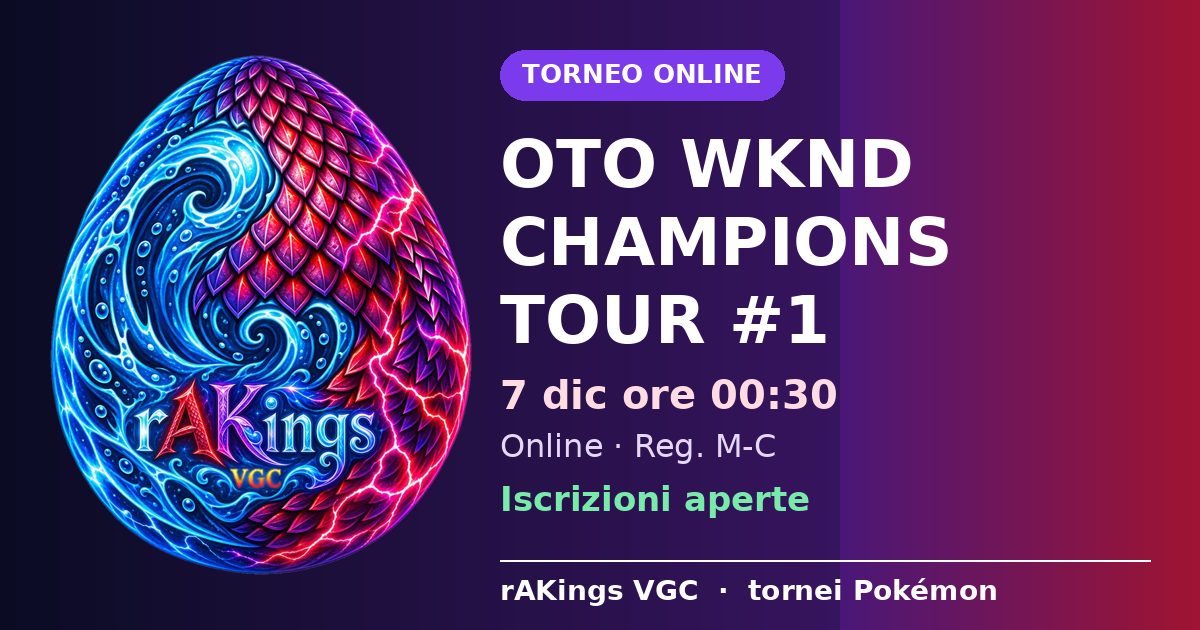 TORNEO ONLINE
OTO WKND
CHAMPIONS
TOUR #1
7 dic ore 00:30
Online · Reg. M-C
Iscrizioni aperte
rAKings
VGC
rAKings VGC · tornei Pokémon